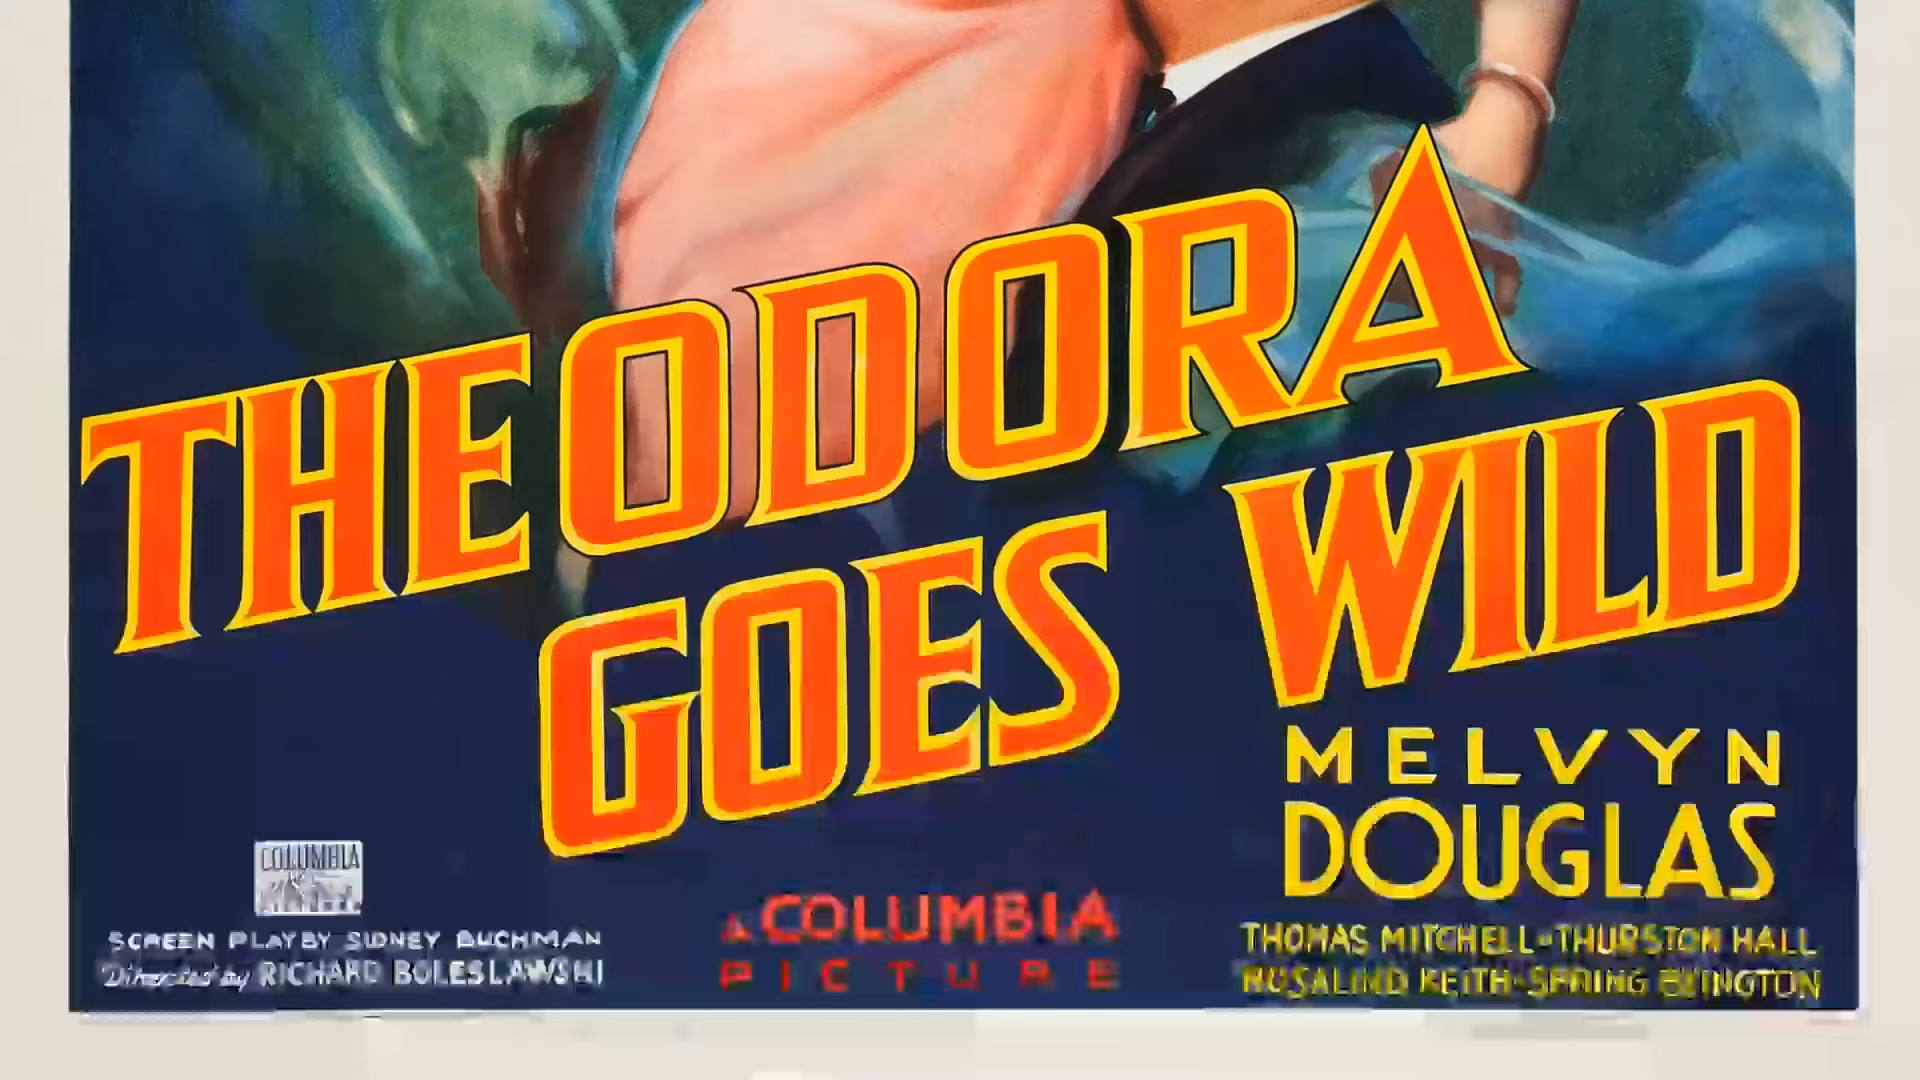 THEODORA
GOES WILD
MELVYN
DOUGLAS
COLUMBIA
SCREEN PLAY BY SIDNEY BUCHMAN
Directed by RICHARD BOLESLAWSKI
A COLUMBIA
PICTURE
THOMAS MITCHELL-THURSTON HALL
ROSALIND KEITH-SPRING BYINGTON